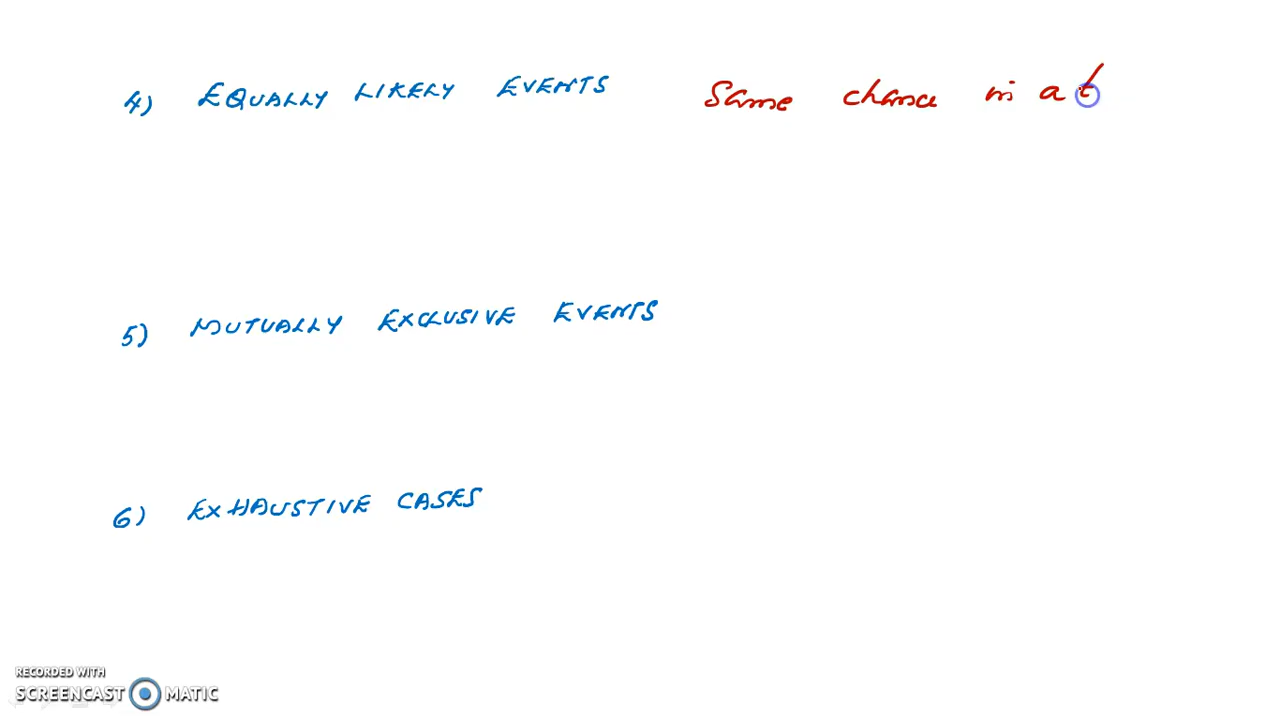 4) EQUALLY LIKELY EVENTS Same chance in a t
5) MUTUALLY EXCLUSIVE EVENTS
6) EXHAUSTIVE CASES
RECORDED WITH
SCREENCAST MATIC